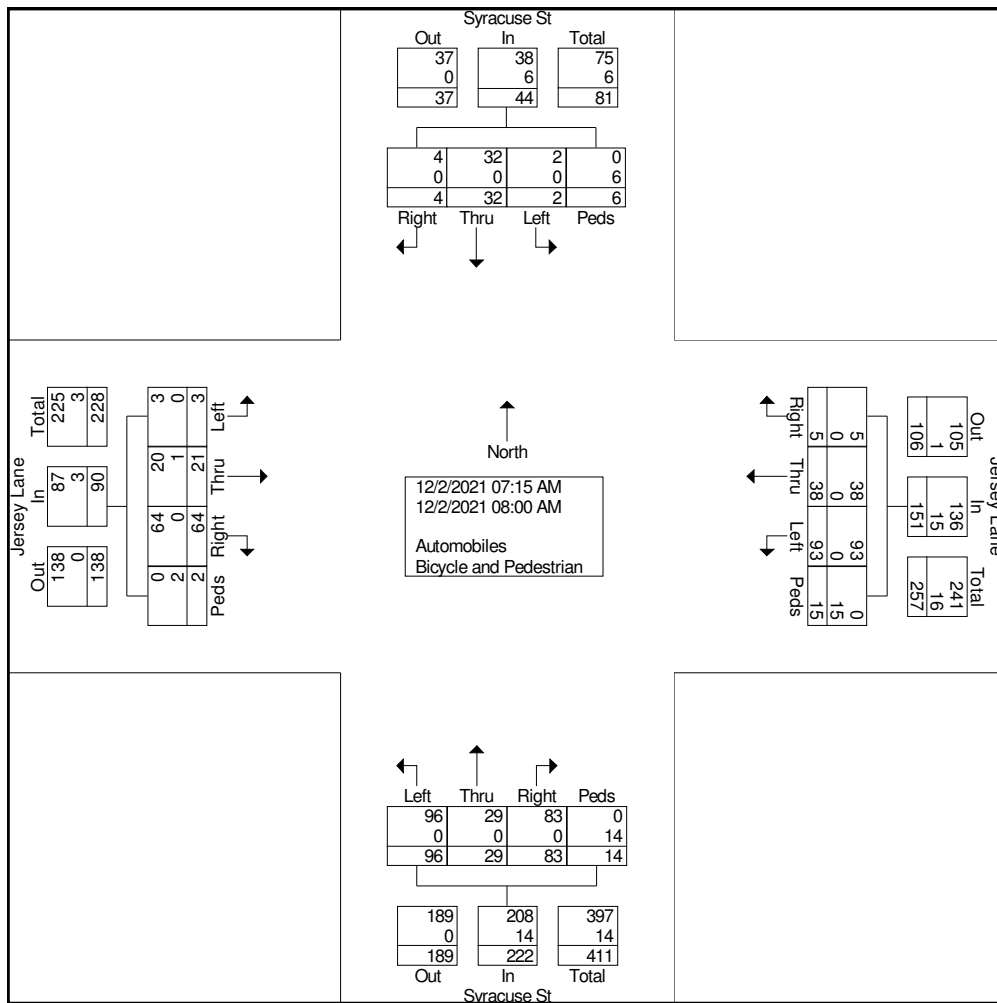 Syracuse St
Out In Total
37 38 75
0 6 6
37 44 81
4 32 2 0
0 0 0 6
4 32 2 6
Right Thru Left Peds
Jersey Lane
Total In Out
225 87 138
3 3 0
228 90 138
3 20 64 0
0 1 0 2
3 21 64 2
Left Thru Right Peds
North
12/2/2021 07:15 AM
12/2/2021 08:00 AM
Automobiles
Bicycle and Pedestrian
Right Thru Left Peds
5 38 93 0
0 0 0 15
5 38 93 15
Out In Total
105 136 241
1 15 16
106 151 257
Jersey Lane
Left Thru Right Peds
96 29 83 0
0 0 0 14
96 29 83 14
189 208 397
0 14 14
189 222 411
Out In Total
Syracuse St